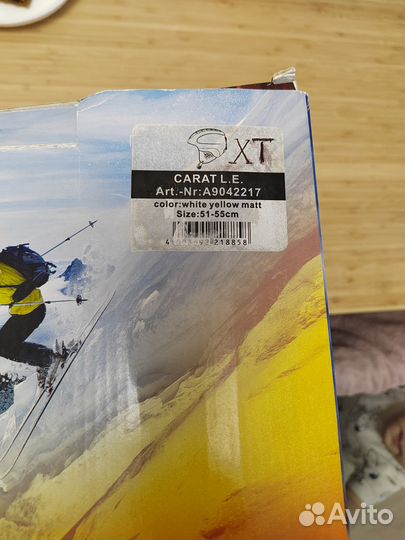 XT
CARAT L.E.
Art.-Nr:A9042217
color:white yellow matt
Size:51-55cm
Avito